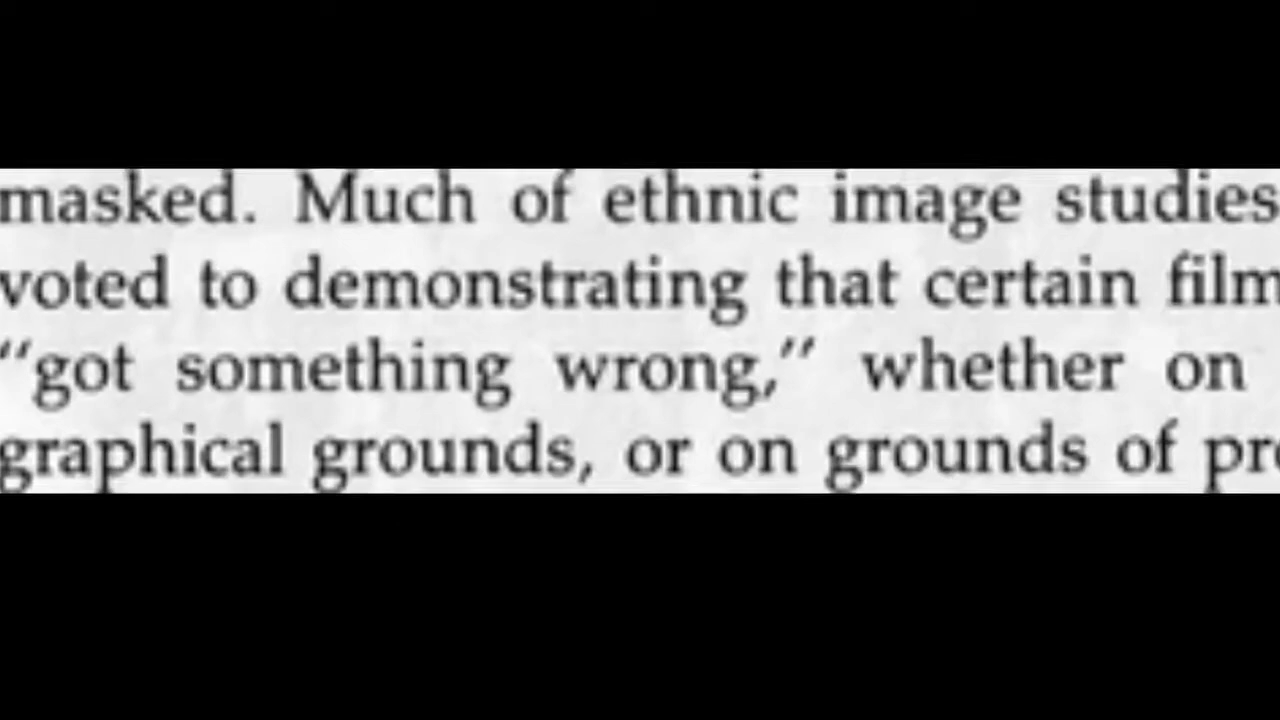 masked. Much of ethnic image studies
voted to demonstrating that certain film
“got something wrong,” whether on
graphical grounds, or on grounds of pr